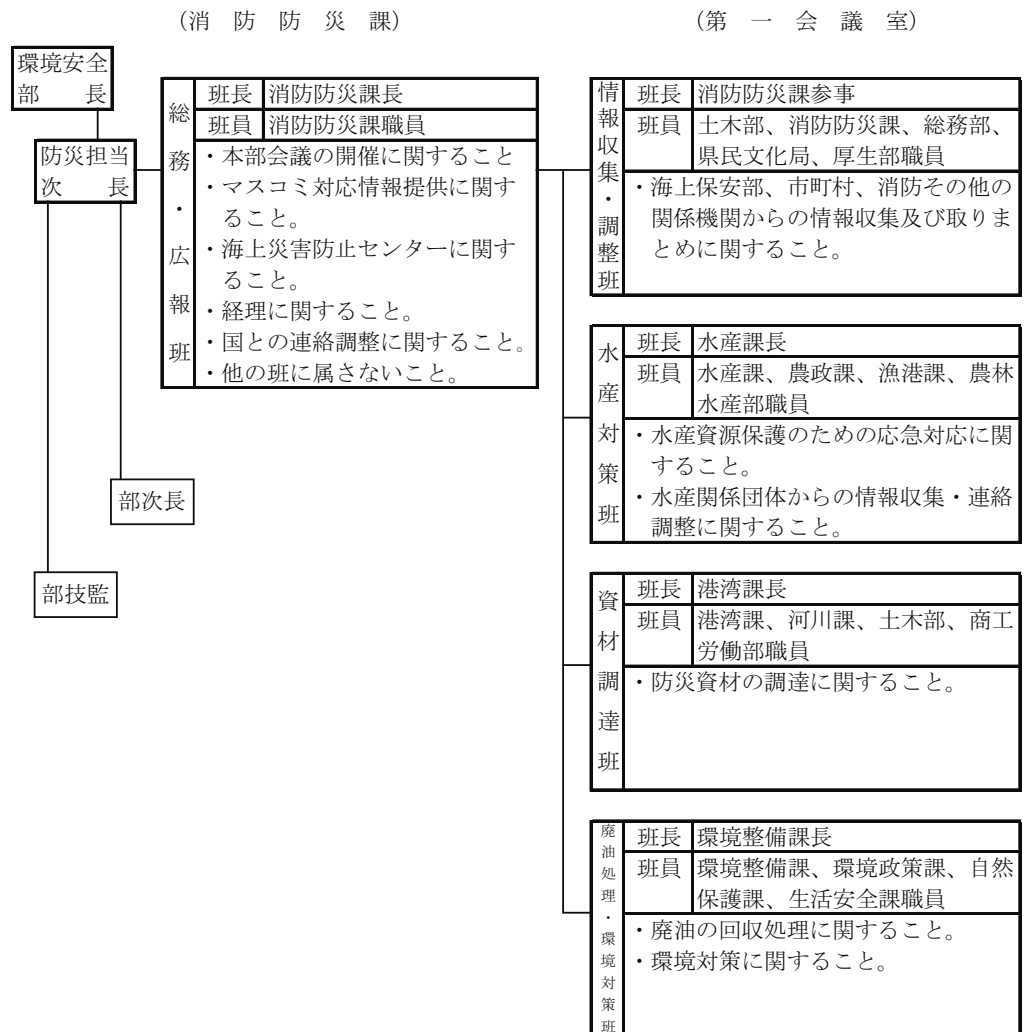 (消 防 防 災 課)
(第 一 会 議 室)
環境安全
部 長
防災担当
次 長
部次長
部技監
総務・広報班
班長 消防防災課長
班員 消防防災課職員
・本部会議の開催に関すること
・マスコミ対応情報提供に関す
ること。
・海上災害防止センターに関す
ること。
・経理に関すること。
・国との連絡調整に関すること。
・他の班に属さないこと。
情報収集・調整班
班長 消防防災課参事
班員 土木部、消防防災課、総務部、
県民文化局、厚生部職員
・海上保安部、市町村、消防その他の
関係機関からの情報収集及び取りま
とめに関すること。
水産対策班
班長 水産課長
班員 水産課、農政課、漁港課、農林
水産部職員
・水産資源保護のための応急対応に関
すること。
・水産関係団体からの情報収集・連絡
調整に関すること。
資材調達班
班長 港湾課長
班員 港湾課、河川課、土木部、商工
労働部職員
・防災資材の調達に関すること。
廃油処理・環境対策班
班長 環境整備課長
班員 環境整備課、環境政策課、自然
保護課、生活安全課職員
・廃油の回収処理に関すること。
・環境対策に関すること。